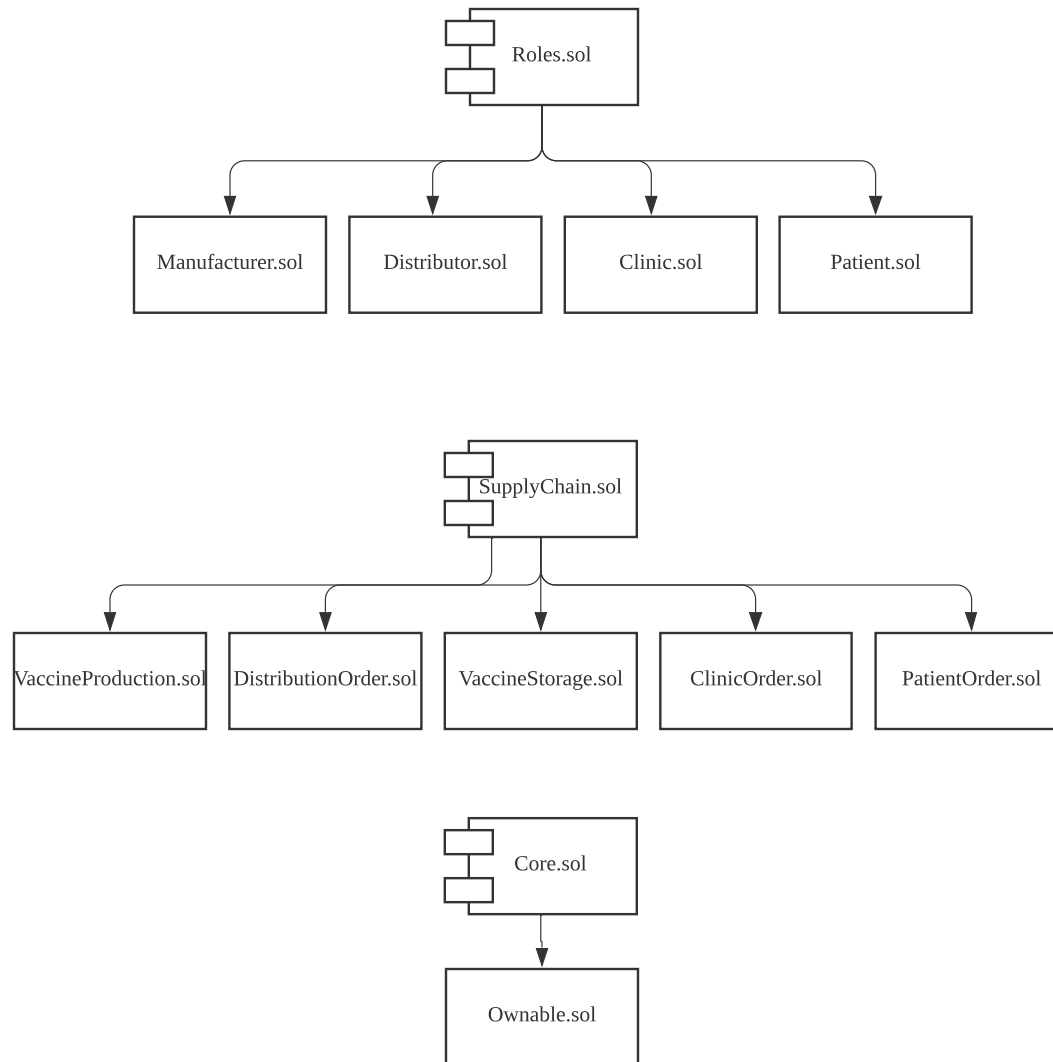 Roles.sol
Manufacturer.sol
Distributor.sol
Clinic.sol
Patient.sol
SupplyChain.sol
VaccineProduction.sol
DistributionOrder.sol
VaccineStorage.sol
ClinicOrder.sol
PatientOrder.sol
Core.sol
Ownable.sol